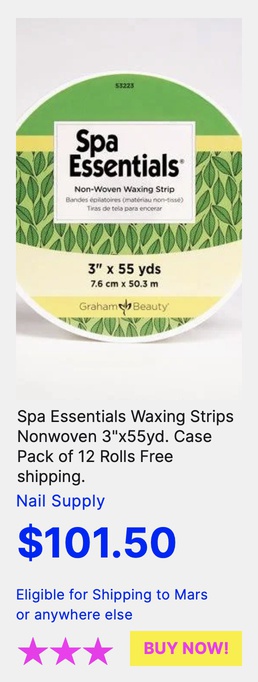 53223
Spa
Essentials®
Non-Woven Waxing Strip
Bandes épilatoires (matériau non-tissé)
Tiras de tela para encerar
3" x 55 yds
7.6 cm x 50.3 m
Graham Beauty
Spa Essentials Waxing Strips
Nonwoven 3"x55yd. Case
Pack of 12 Rolls Free
shipping.
Nail Supply
$101.50
Eligible for Shipping to Mars
or anywhere else
BUY NOW!